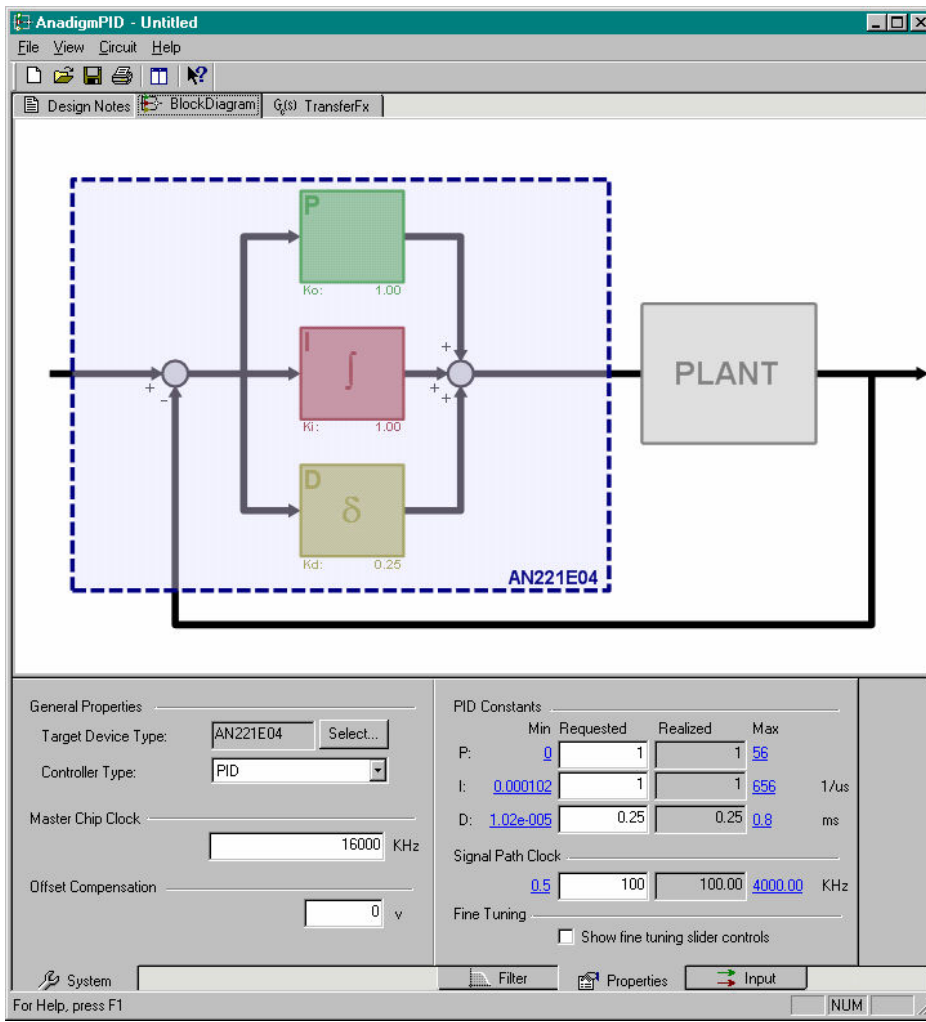 AnadigmPID - Untitled
File View Circuit Help
Design Notes BlockDiagram G_c(s) TransferFx
P
Ko: 1.00
I
∫
Ki: 1.00
D
δ
Kd: 0.25
+
-
+
+
+
PLANT
AN221E04
General Properties
Target Device Type: AN221E04 Select...
Controller Type: PID
Master Chip Clock
16000 KHz
Offset Compensation
0 v
System
PID Constants
Min Requested Realized Max
P: 0 1 1 56
I: 0.000102 1 1 656 1/us
D: 1.02e-005 0.25 0.25 0.8 ms
Signal Path Clock
0.5 100 100.00 4000.00 KHz
Fine Tuning
Show fine tuning slider controls
Filter Properties Input
For Help, press F1 NUM